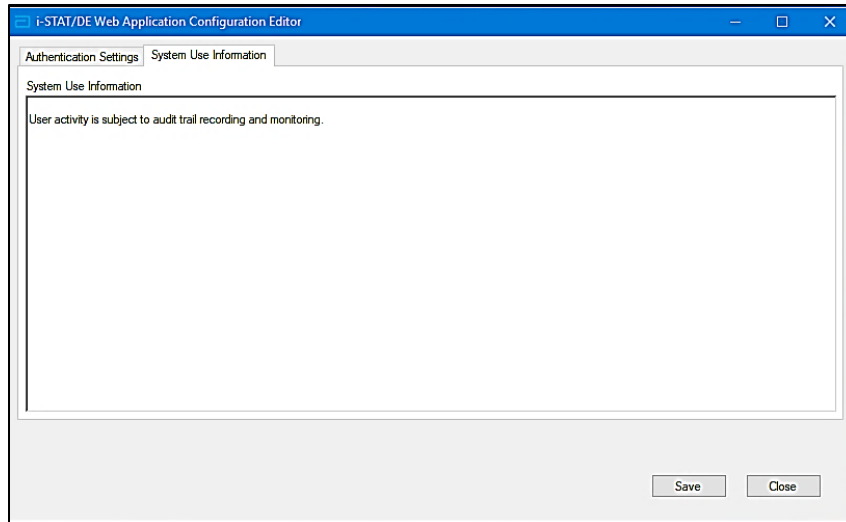 i-STAT/DE Web Application Configuration Editor
Authentication Settings System Use Information
System Use Information
User activity is subject to audit trail recording and monitoring.
Save Close